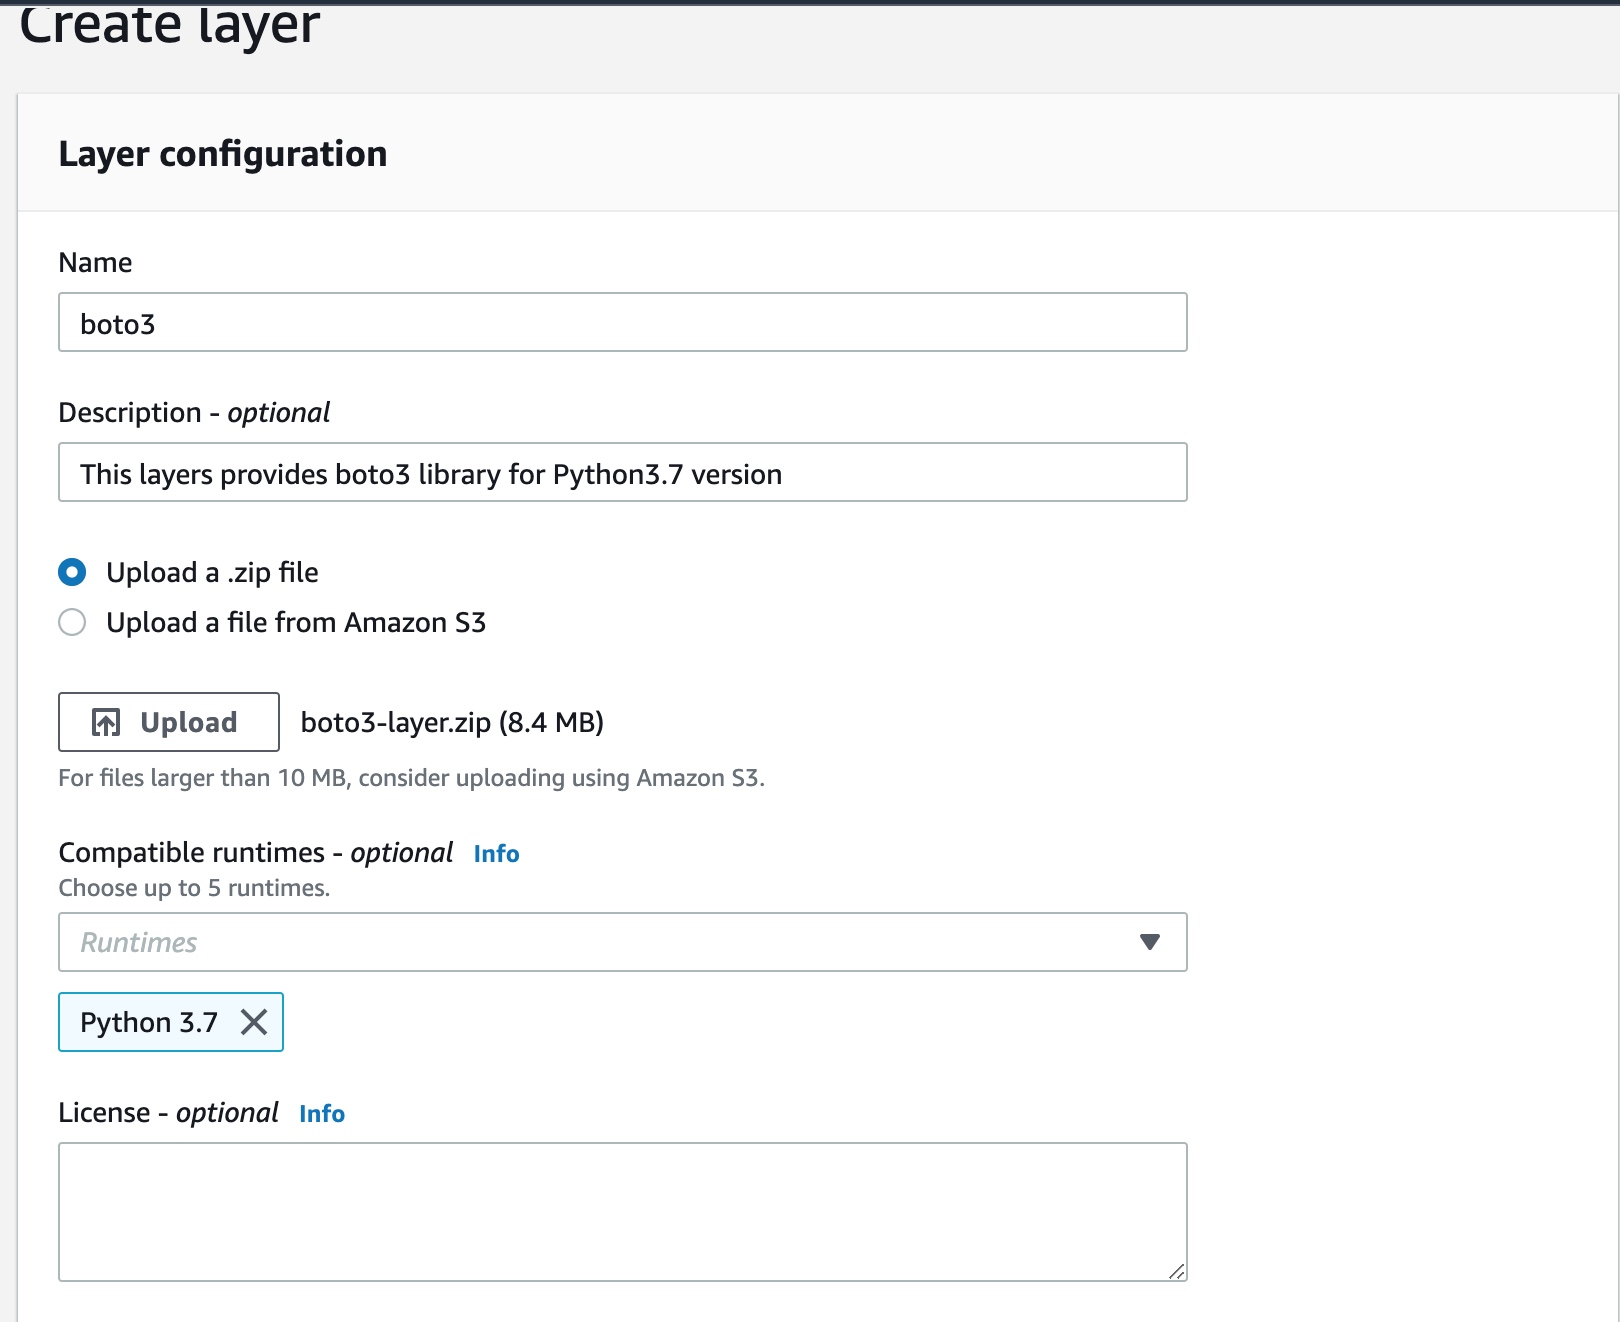 Create layer
Layer configuration
Name
boto3
Description - optional
This layers provides boto3 library for Python3.7 version
Upload a .zip file
Upload a file from Amazon S3
Upload boto3-layer.zip (8.4 MB)
For files larger than 10 MB, consider uploading using Amazon S3.
Compatible runtimes - optional Info
Choose up to 5 runtimes.
Runtimes
Python 3.7
License - optional Info